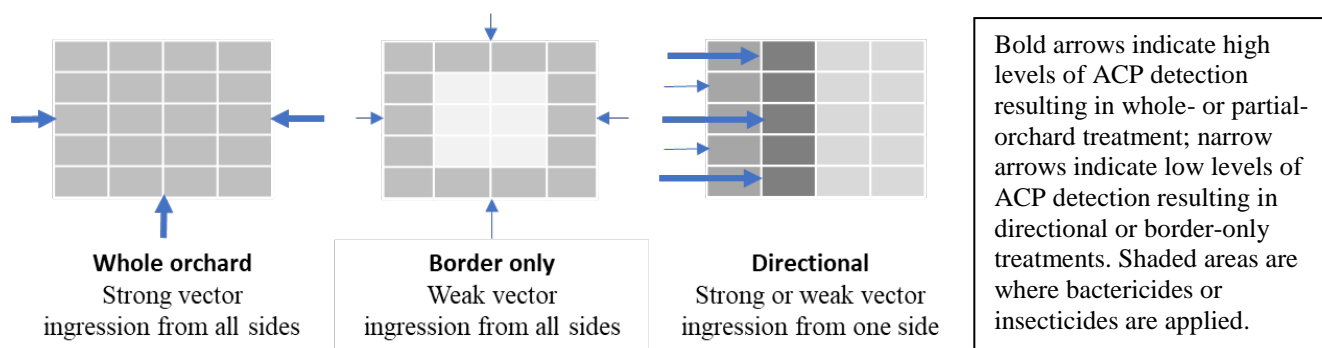 Whole orchard
Strong vector
ingression from all sides
Border only
Weak vector
ingression from all sides
Directional
Strong or weak vector
ingression from one side
Bold arrows indicate high
levels of ACP detection
resulting in whole- or partial-
orchard treatment; narrow
arrows indicate low levels of
ACP detection resulting in
directional or border-only
treatments. Shaded areas are
where bactericides or
insecticides are applied.